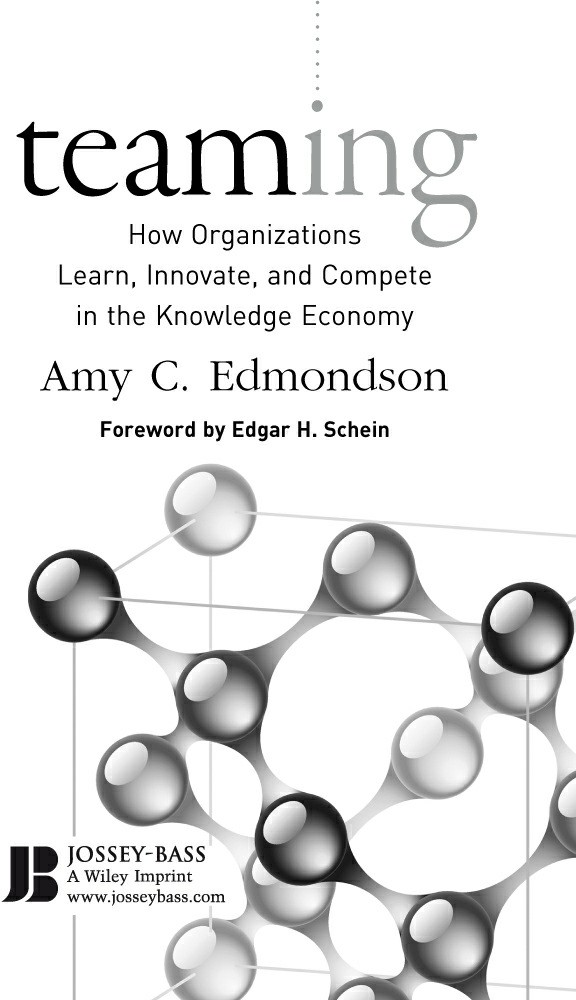 teaming
How Organizations
Learn, Innovate, and Compete
in the Knowledge Economy
Amy C. Edmondson
Foreword by Edgar H. Schein
JB
JOSSEY-BASS
A Wiley Imprint
www.josseybass.com